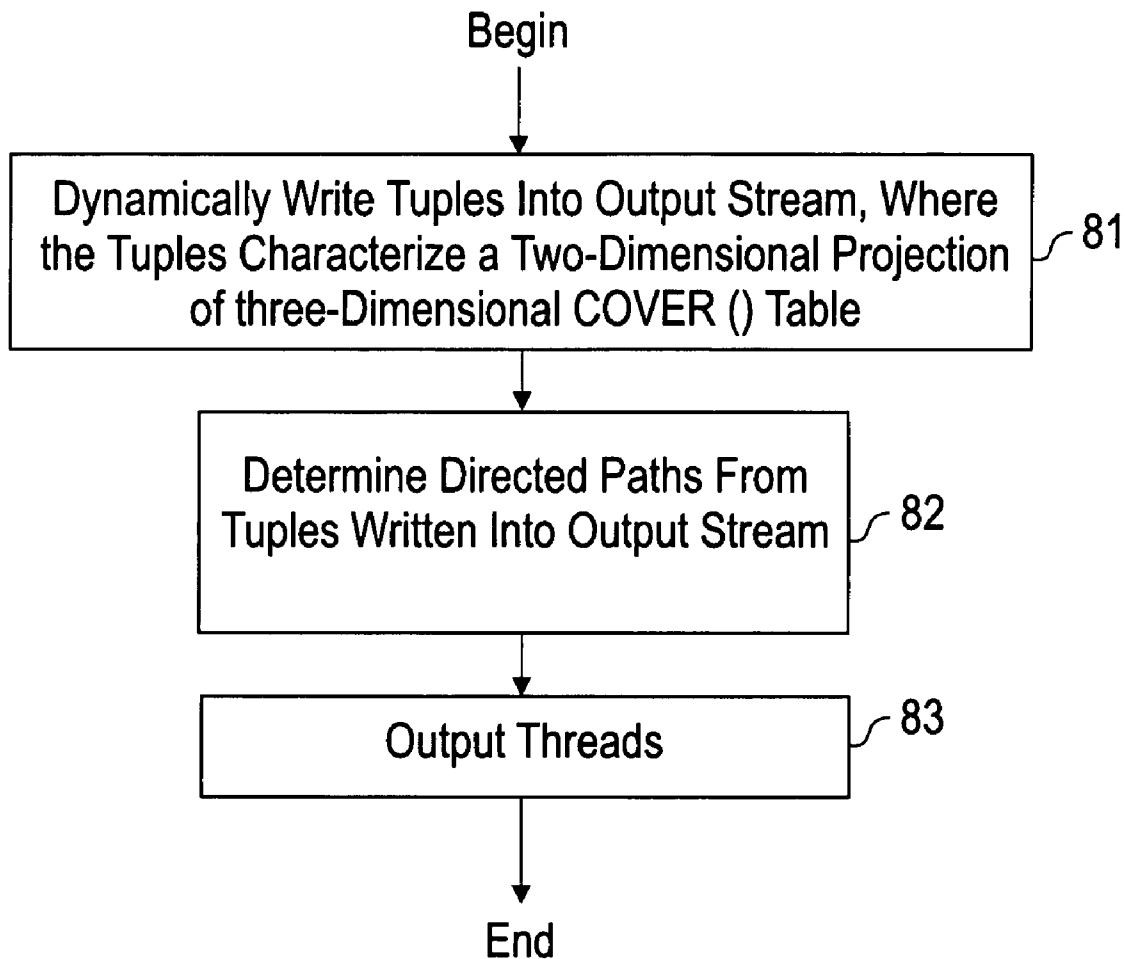 Begin
Dynamically Write Tuples Into Output Stream, Where
the Tuples Characterize a Two-Dimensional Projection
of three-Dimensional COVER () Table
81
Determine Directed Paths From
Tuples Written Into Output Stream
82
Output Threads
83
End